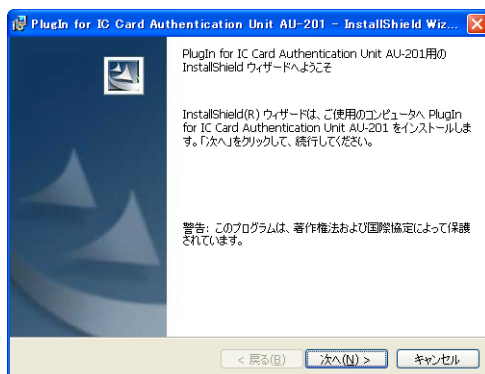 PlugIn for IC Card Authentication Unit AU-201 - InstallShield Wiz...
PlugIn for IC Card Authentication Unit AU-201用の
InstallShield ウィザードへようこそ
InstallShield(R) ウィザードは、ご使用のコンピュータへ PlugIn
for IC Card Authentication Unit AU-201 をインストールしま
す。「次へ」をクリックして、続行してください。
警告: このプログラムは、著作権法および国際協定によって保護
されています。
< 戻る(B)
次へ(N) >
キャンセル